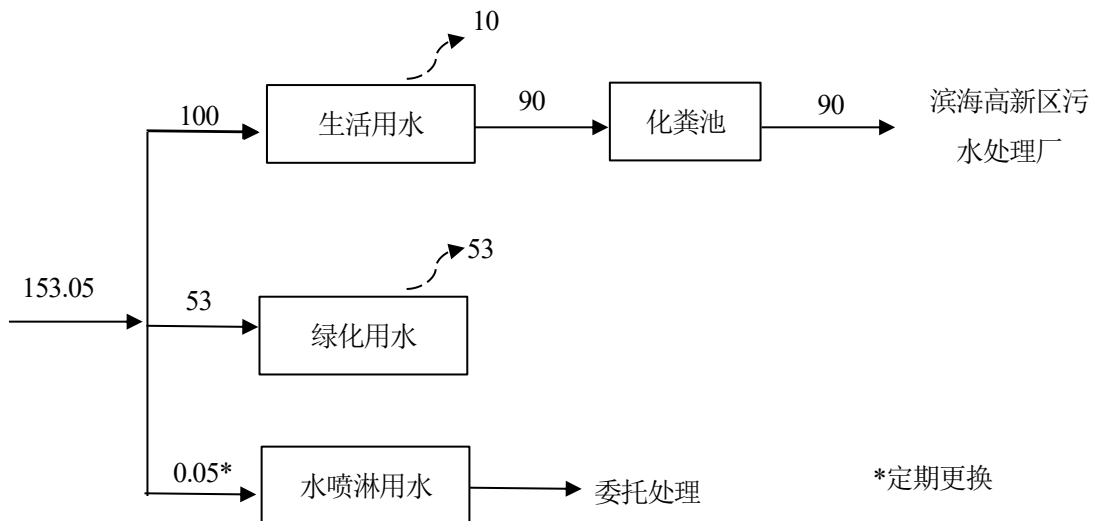 10
100
生活用水
90
化粪池
90
滨海高新区污
水处理厂
53
153.05
53
绿化用水
0.05*
水喷淋用水
委托处理
*定期更换